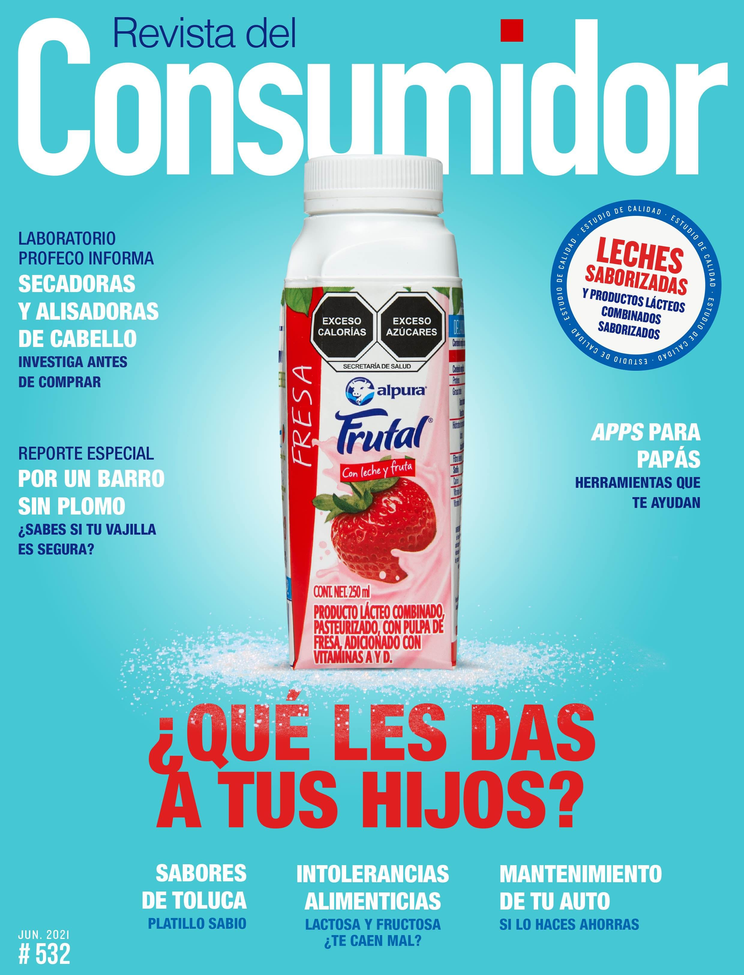 Revista del
Consumidor
LABORATORIO
PROFECO INFORMA
SECADORAS
Y ALISADORAS
DE CABELLO
INVESTIGA ANTES
DE COMPRAR
REPORTE ESPECIAL
POR UN BARRO
SIN PLOMO
¿SABES SI TU VAJILLA
ES SEGURA?
ESTUDIO DE CALIDAD · ESTUDIO DE CALIDAD · ESTUDIO DE CALIDAD · ESTUDIO DE CALIDAD ·
LECHES
SABORIZADAS
Y PRODUCTOS LÁCTEOS
COMBINADOS
SABORIZADOS
APPS PARA
PAPÁS
HERRAMIENTAS QUE
TE AYUDAN
EXCESO
CALORÍAS
EXCESO
AZÚCARES
SECRETARÍA DE SALUD
FRESA
alpura®
Frutal®
Con leche y fruta
CONT. NET. 250 ml
PRODUCTO LÁCTEO COMBINADO,
PASTEURIZADO, CON PULPA DE
FRESA, ADICIONADO CON
VITAMINAS A Y D.
¿QUÉ LES DAS
A TUS HIJOS?
SABORES
DE TOLUCA
PLATILLO SABIO
INTOLERANCIAS
ALIMENTICIAS
LACTOSA Y FRUCTOSA
¿TE CAEN MAL?
MANTENIMIENTO
DE TU AUTO
SI LO HACES AHORRAS
JUN. 2021
# 532